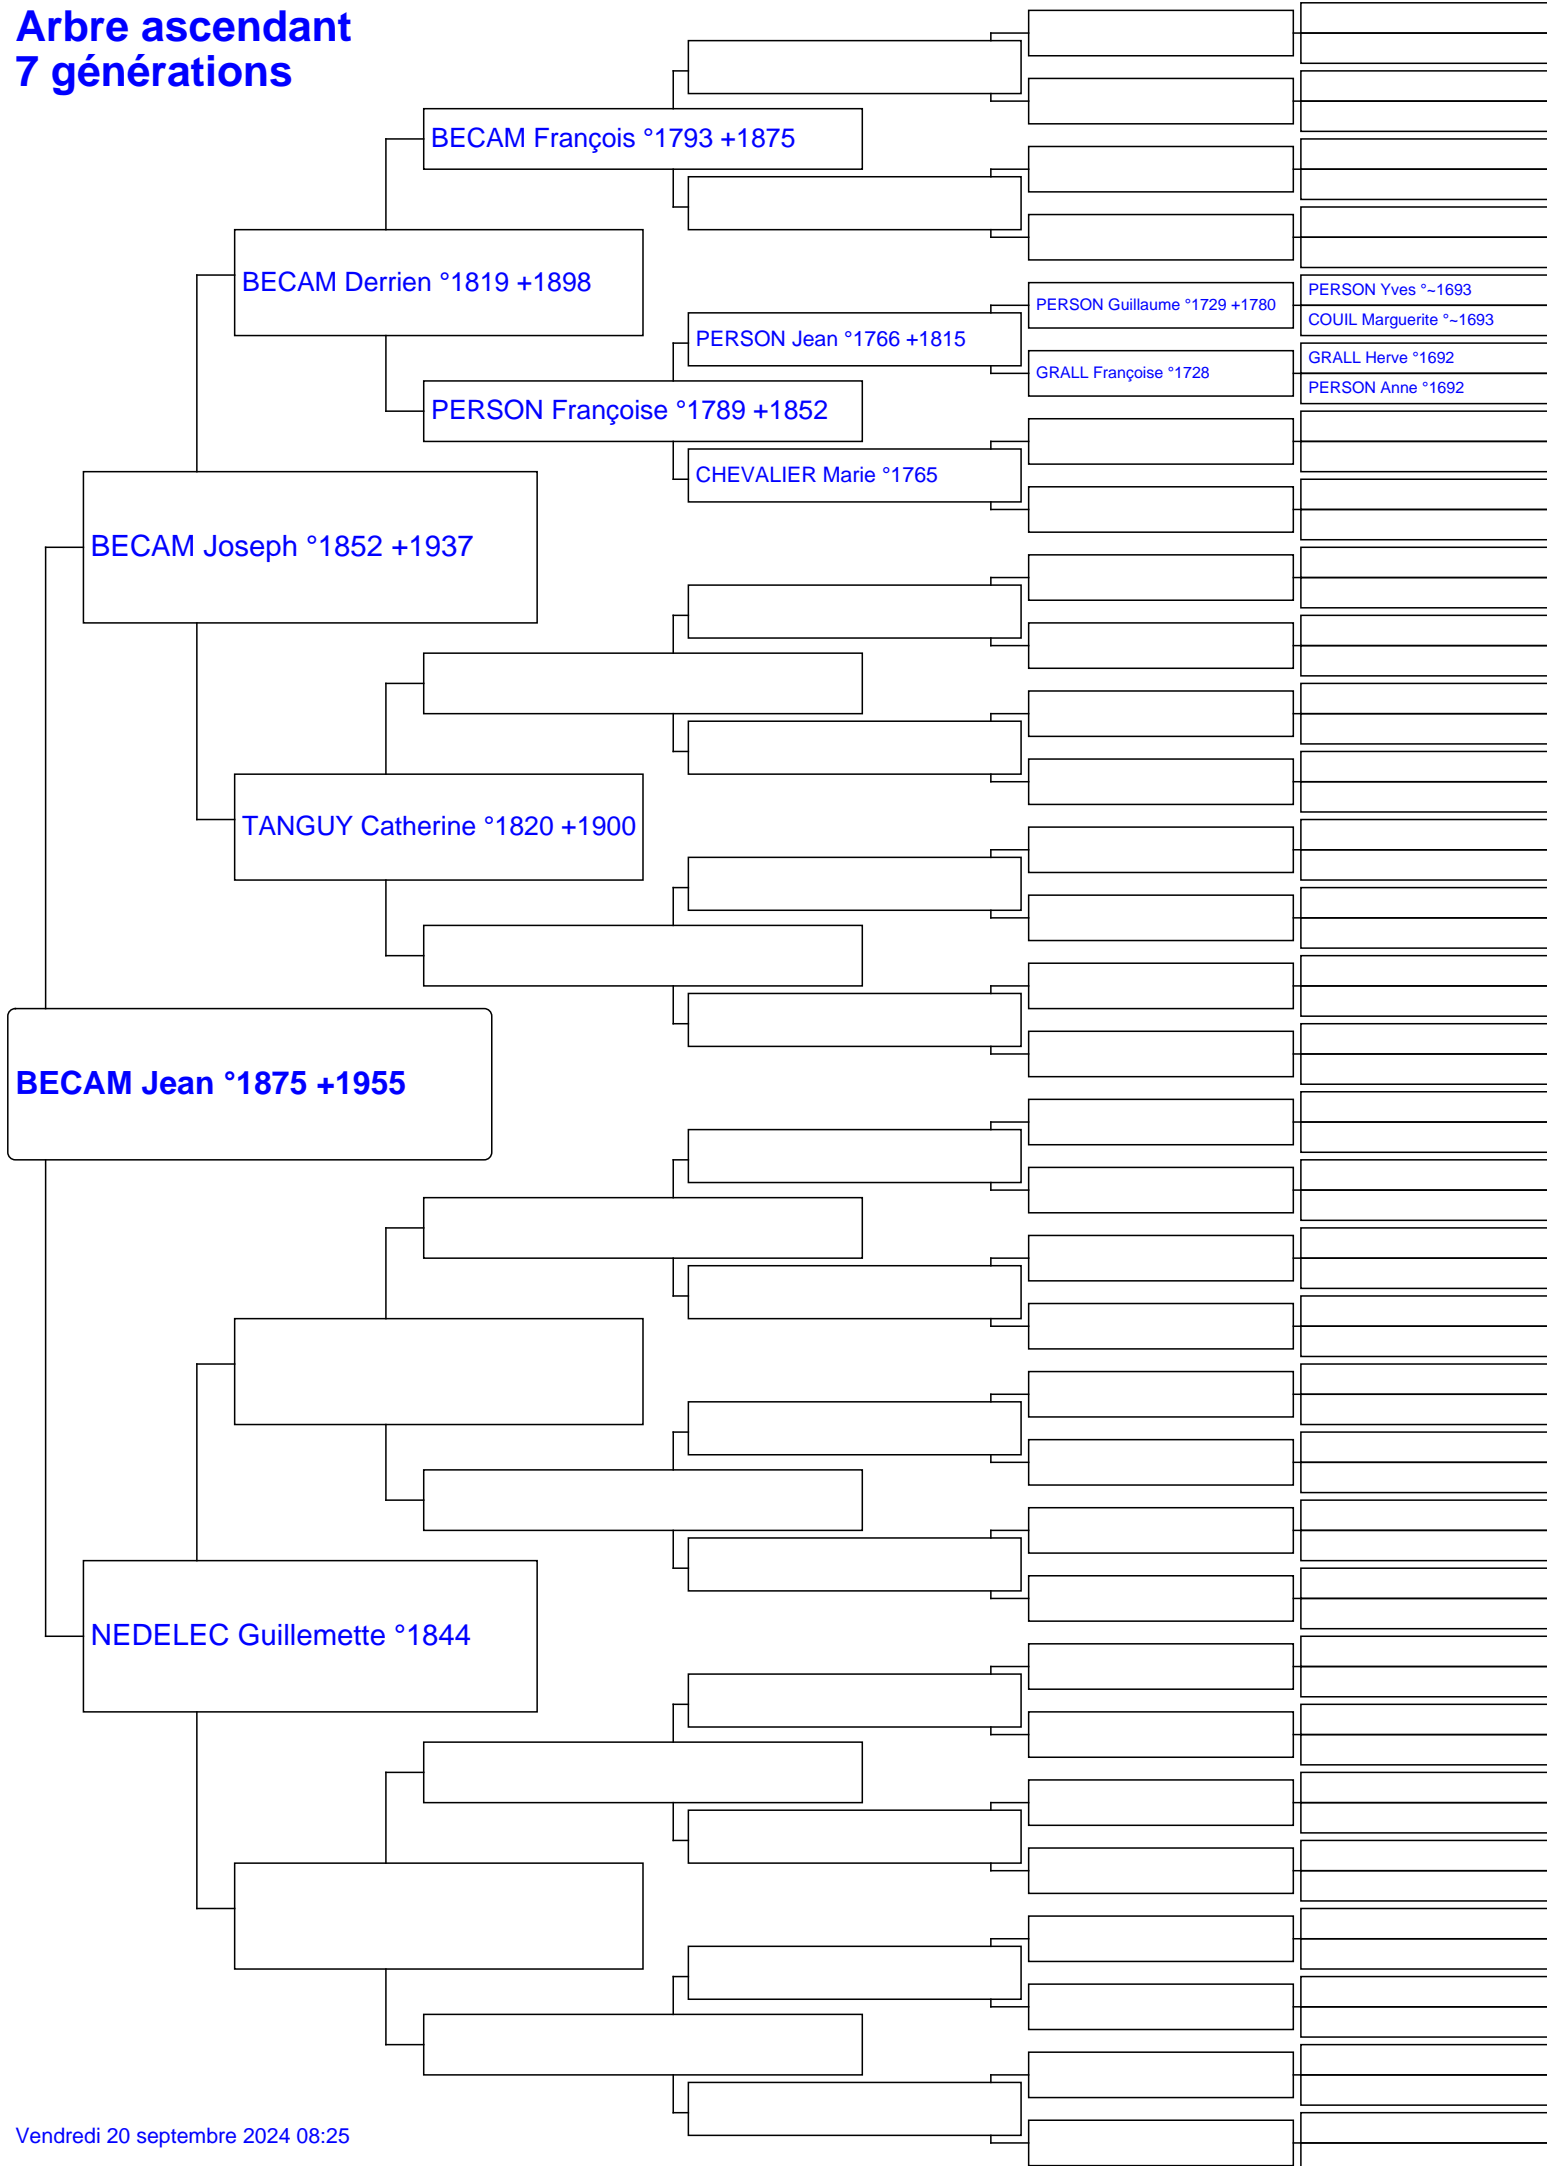 Arbre ascendant
7 générations
BECAM François °1793 +1875
BECAM Derrien °1819 +1898
PERSON Yves °~1693
PERSON Guillaume °1729 +1780
COUIL Marguerite °~1693
PERSON Jean °1766 +1815
GRALL Herve °1692
GRALL Françoise °1728
PERSON Anne °1692
PERSON Françoise °1789 +1852
CHEVALIER Marie °1765
BECAM Joseph °1852 +1937
TANGUY Catherine °1820 +1900
BECAM Jean °1875 +1955
NEDELEC Guillemette °1844
Vendredi 20 septembre 2024 08:25